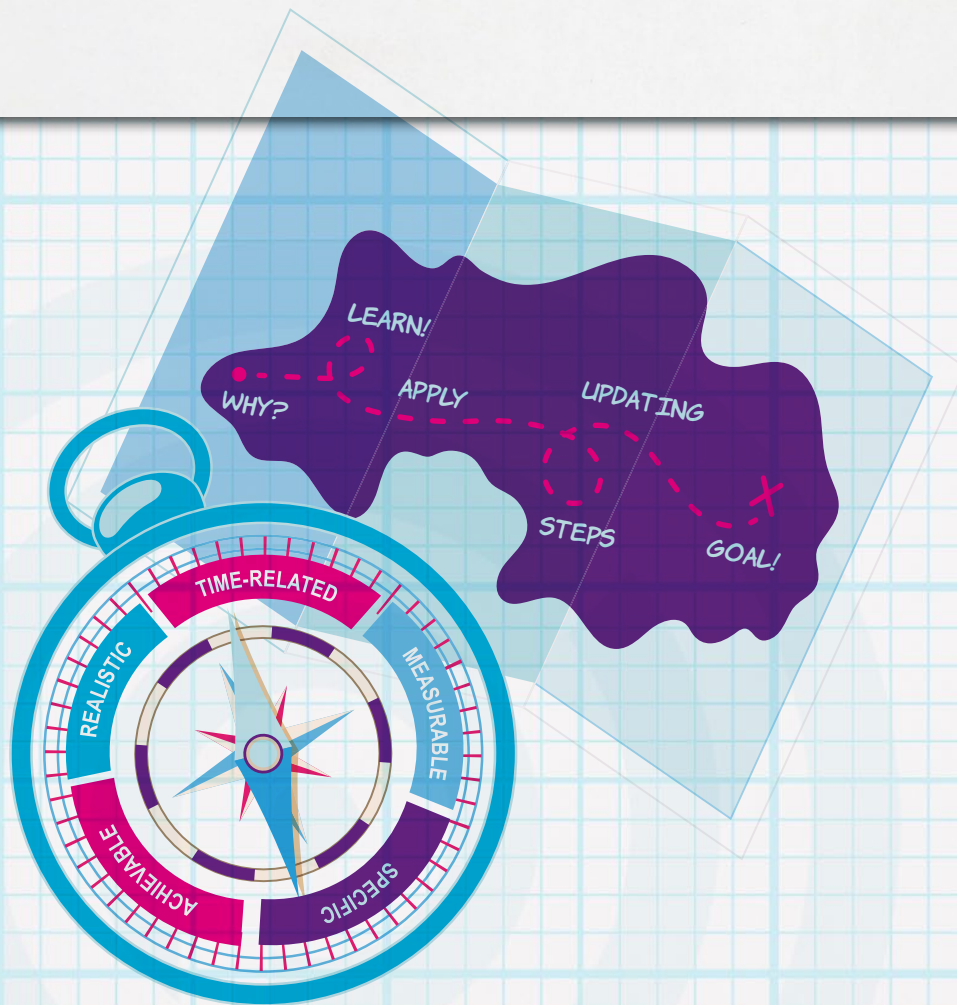 LEARN!
WHY?
APPLY
UPDATING
STEPS
GOAL!
TIME-RELATED
REALISTIC
MEASURABLE
ACHIEVABLE
SPECIFIC